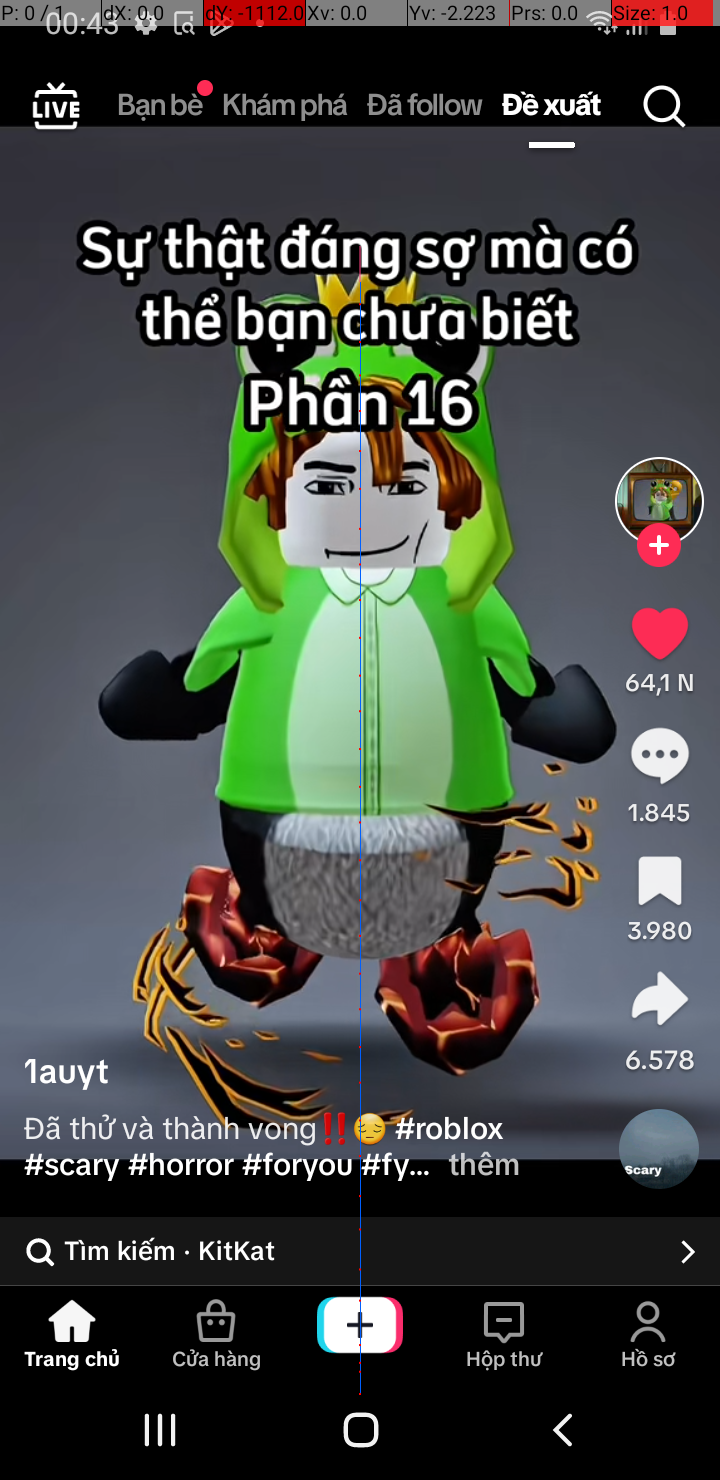 P: 0 / 1 dX: 0.0 dY: -1112.0 Xv: 0.0 Yv: -2.223 Prs: 0.0 Size: 1.0
00:43
LIVE Bạn bè Khám phá Đã follow Đề xuất
Sự thật đáng sợ mà có
thể bạn chưa biết
Phần 16
64,1 N
1.845
3.980
6.578
1auyt
Đã thử và thành vong‼️😔 #roblox
#scary #horror #foryou #fy... thêm
Scary
Tìm kiếm · KitKat
Trang chủ Cửa hàng Hộp thư Hồ sơ